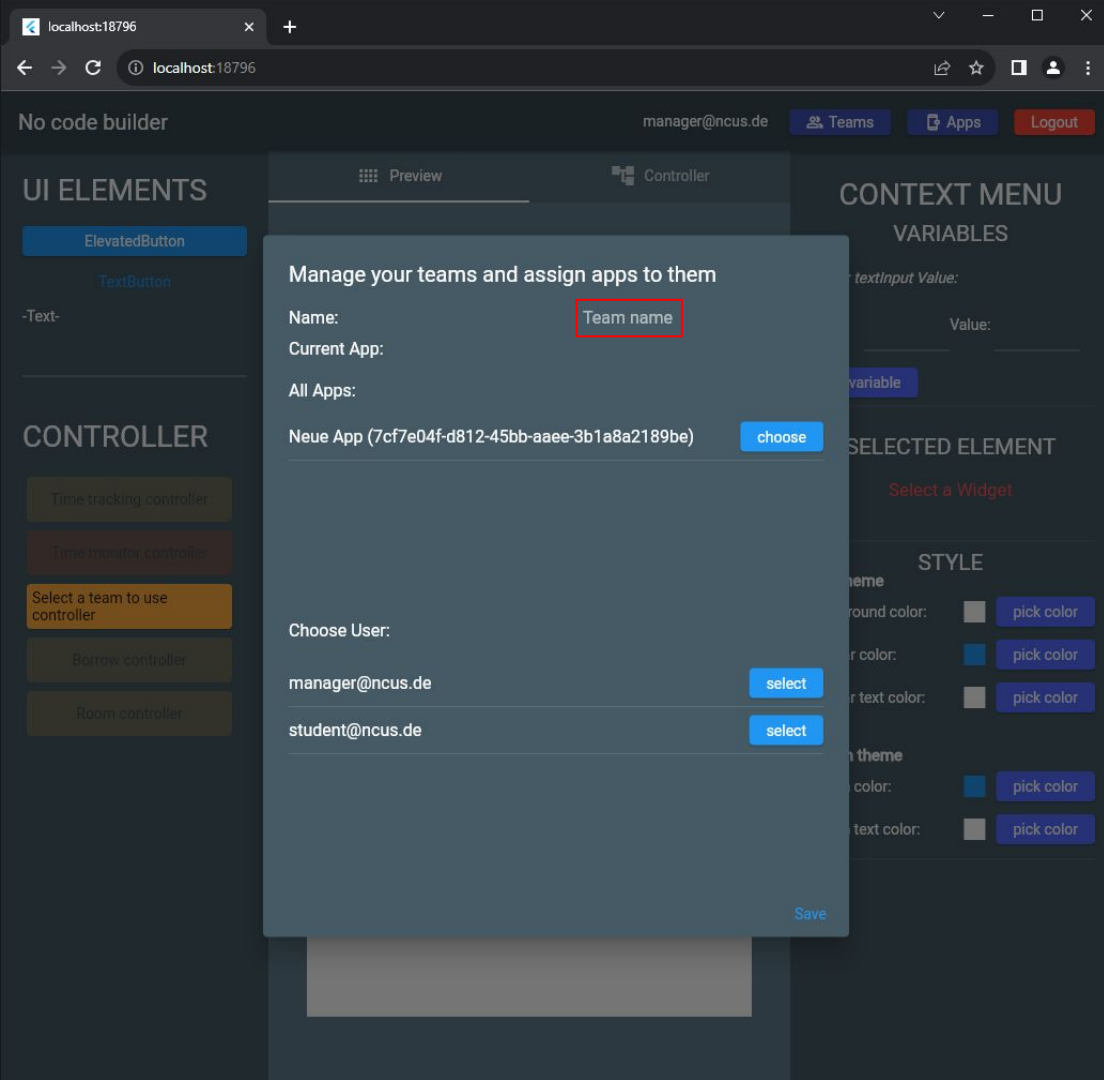 localhost:18796
localhost:18796
No code builder
manager@ncus.de
Teams
Apps
Logout
UI ELEMENTS
ElevatedButton
TextButton
-Text-
CONTROLLER
Time tracking controller
Time monitor controller
Select a team to use
controller
Borrow controller
Room controller
Preview
Controller
Manage your teams and assign apps to them
Name:
Team name
Current App:
All Apps:
Neue App (7cf7e04f-d812-45bb-aaee-3b1a8a2189be)
choose
Choose User:
manager@ncus.de
select
student@ncus.de
select
Save
CONTEXT MENU
VARIABLES
textInput Value:
Value:
variable
SELECTED ELEMENT
Select a Widget
STYLE
heme
round color:
pick color
r color:
pick color
r text color:
pick color
n theme
color:
pick color
text color:
pick color